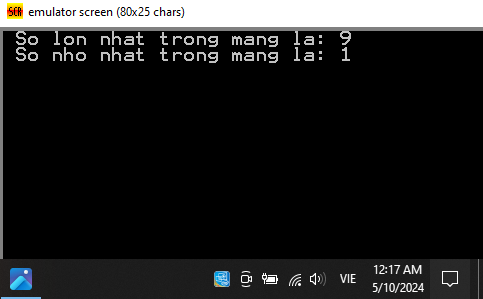 emulator screen (80x25 chars)
So lon nhat trong mang la: 9
So nho nhat trong mang la: 1
VIE
12:17 AM
5/10/2024